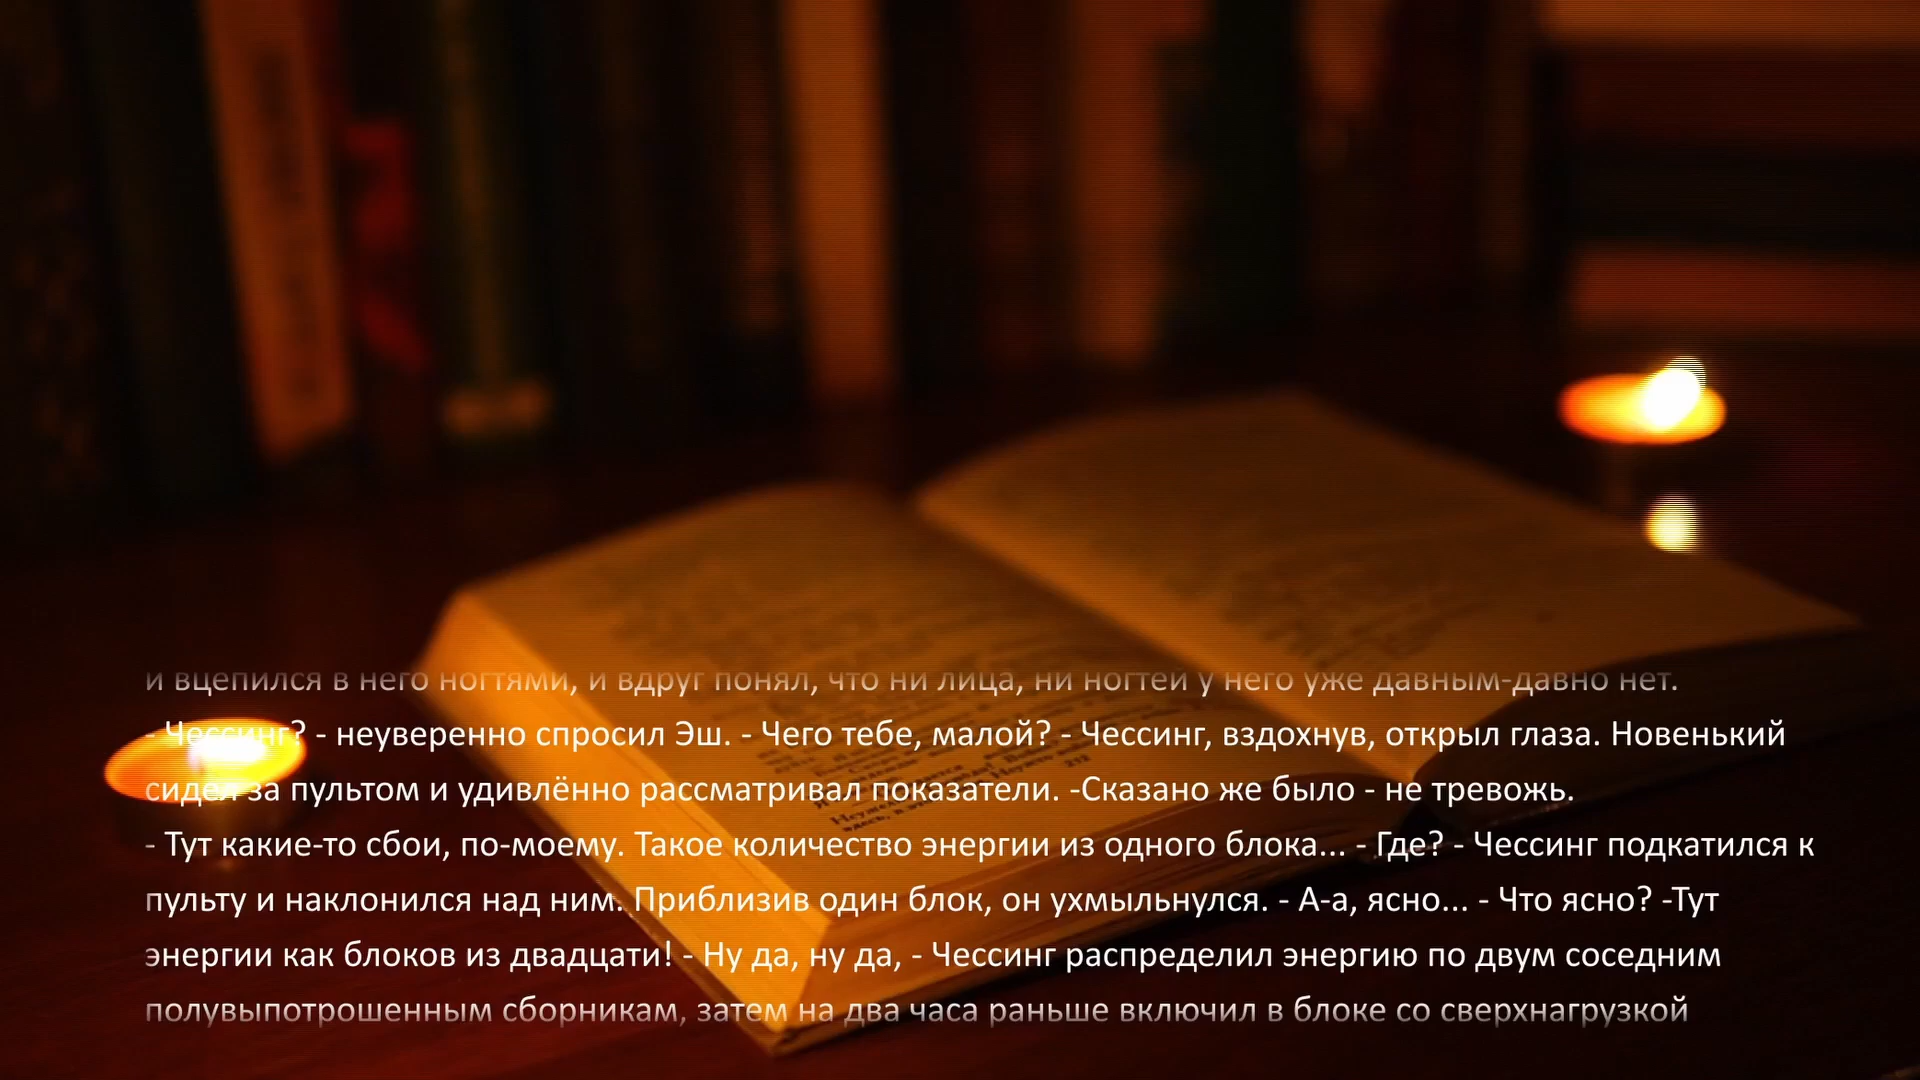 и вцепился в него ногтями, и вдруг понял, что ни лица, ни ногтей у него уже давным-давно нет.
- Чессинг? - неуверенно спросил Эш. - Чего тебе, малой? - Чессинг, вздохнув, открыл глаза. Новенький
сидел за пультом и удивлённо рассматривал показатели. -Сказано же было - не тревожь.
- Тут какие-то сбои, по-моему. Такое количество энергии из одного блока... - Где? - Чессинг подкатился к
пульту и наклонился над ним. Приблизив один блок, он ухмыльнулся. - А-а, ясно... - Что ясно? -Тут
энергии как блоков из двадцати! - Ну да, ну да, - Чессинг распределил энергию по двум соседним
полувыпотрошенным сборникам, затем на два часа раньше включил в блоке со сверхнагрузкой